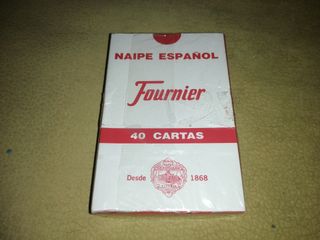 NAIPE ESPAÑOL
Fournier
40 CARTAS
Desde 1868